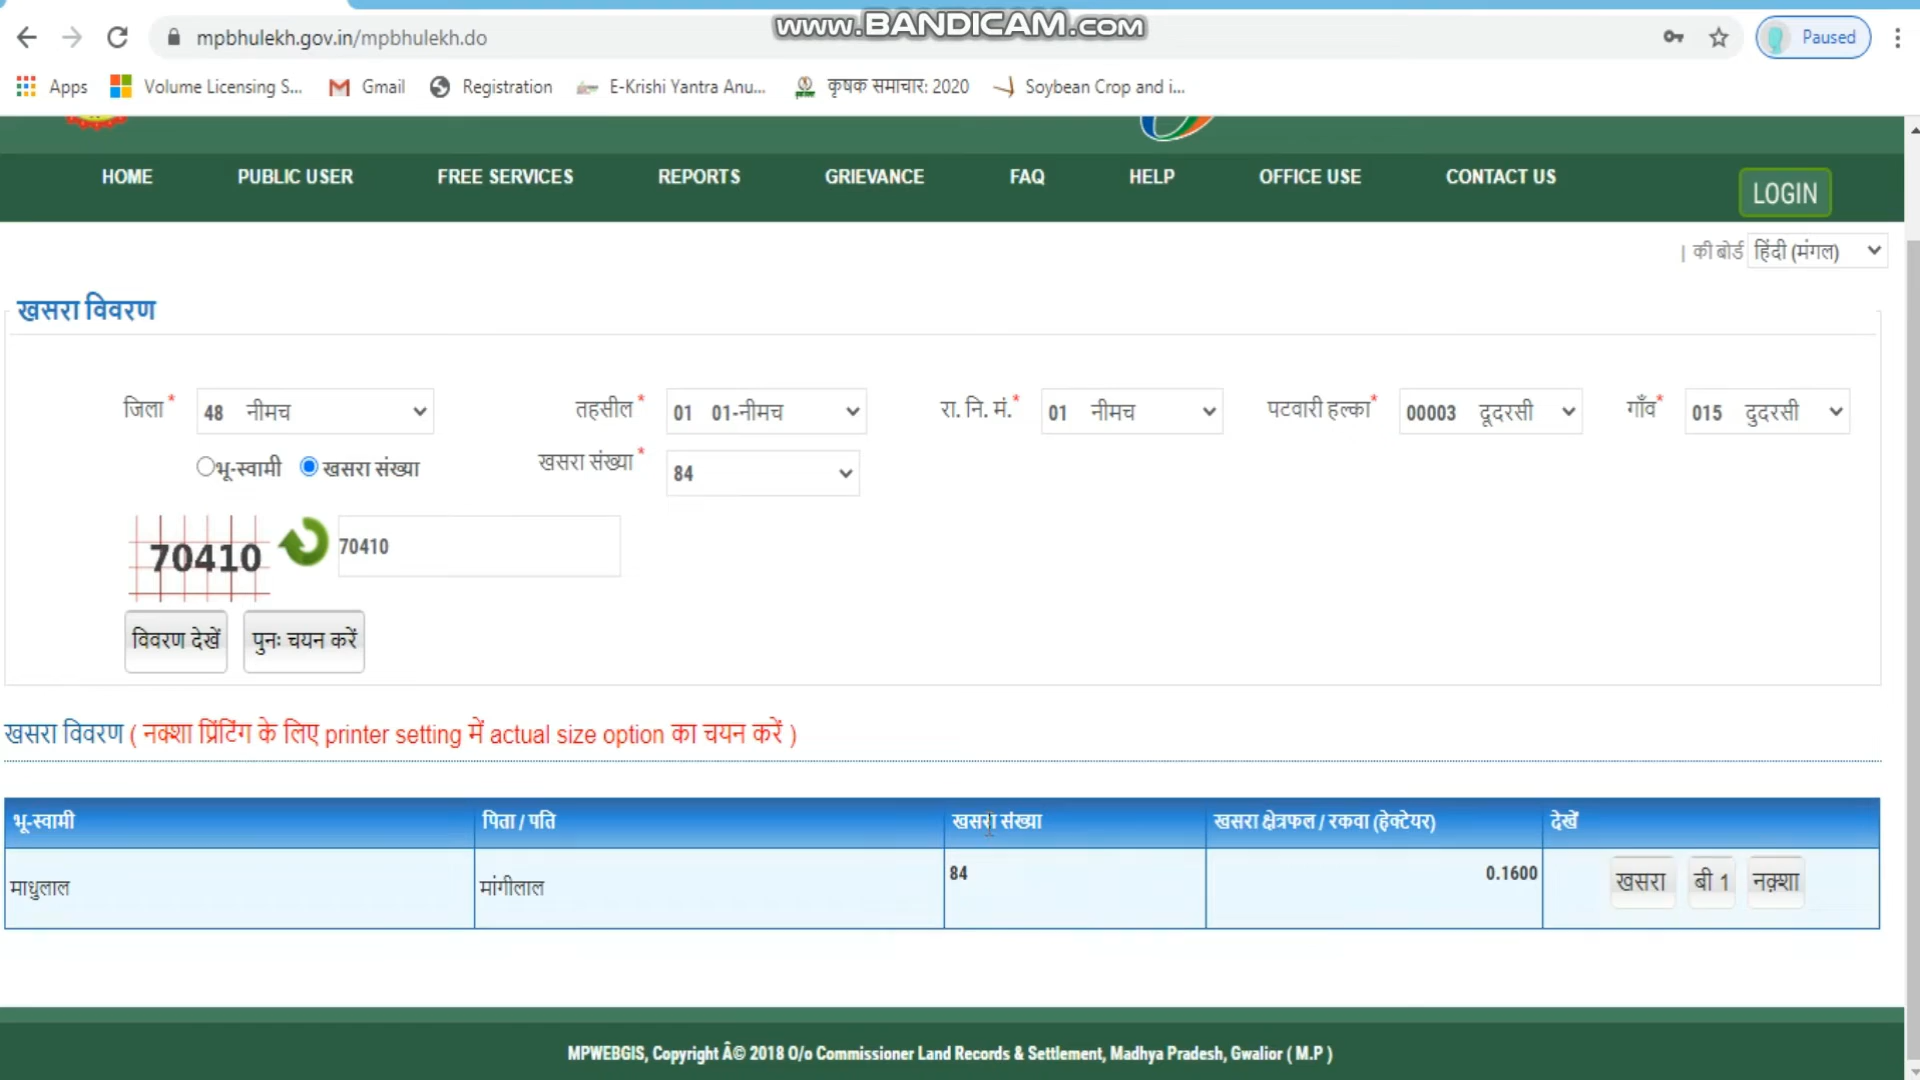 www.BANDICAM.com
mpbhulekh.gov.in/mpbhulekh.do
Paused
Apps Volume Licensing S... Gmail Registration E-Krishi Yantra Anu... कृषक समाचार: 2020 Soybean Crop and i...
HOME PUBLIC USER FREE SERVICES REPORTS GRIEVANCE FAQ HELP OFFICE USE CONTACT US LOGIN
| की बोर्ड हिंदी (मंगल)
खसरा विवरण
जिला* 48 नीमच तहसील* 01 01-नीमच रा. नि. मं.* 01 नीमच पटवारी हल्का* 00003 दूदरसी गाँव* 015 दुदरसी
भू-स्वामी खसरा संख्या खसरा संख्या* 84
70410 70410
विवरण देखें पुनः चयन करें
खसरा विवरण ( नक्शा प्रिंटिंग के लिए printer setting में actual size option का चयन करें )
भू-स्वामी पिता / पति खसरा संख्या खसरा क्षेत्रफल / रकवा (हेक्टेयर) देखें
माधुलाल मांगीलाल 84 0.1600 खसरा बी 1 नक़्शा
MPWEBGIS, Copyright Â© 2018 O/o Commissioner Land Records & Settlement, Madhya Pradesh, Gwalior ( M.P )